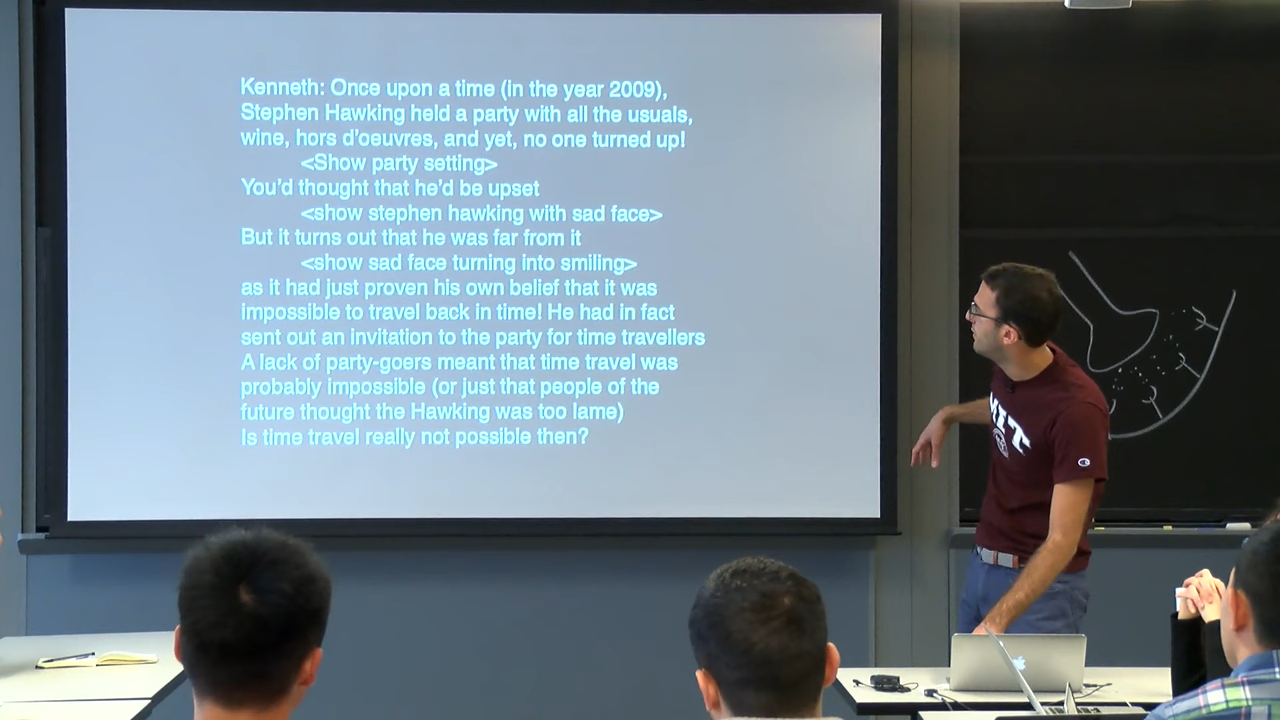 Kenneth: Once upon a time (in the year 2009),
Stephen Hawking held a party with all the usuals,
wine, hors d'oeuvres, and yet, no one turned up!
<Show party setting>
You'd thought that he'd be upset
<show stephen hawking with sad face>
But it turns out that he was far from it
<show sad face turning into smiling>
as it had just proven his own belief that it was
impossible to travel back in time! He had in fact
sent out an invitation to the party for time travellers
A lack of party-goers meant that time travel was
probably impossible (or just that people of the
future thought the Hawking was too lame)
Is time travel really not possible then?
MIT